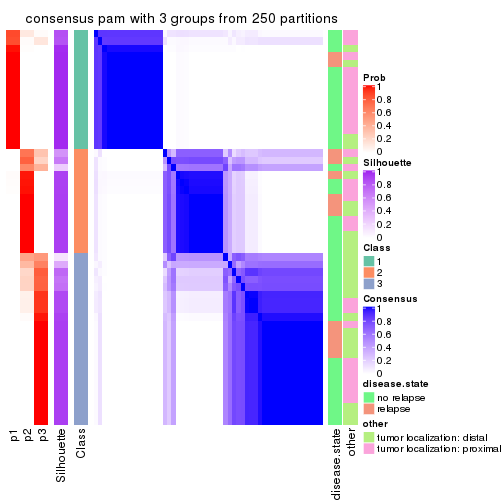 consensus pam with 3 groups from 250 partitions
Prob
1
0.8
0.6
0.4
0.2
0
Silhouette
1
0.8
0.6
0.4
0.2
0
Class
1
2
3
Consensus
1
0.8
0.6
0.4
0.2
0
disease.state
no relapse
relapse
other
tumor localization: distal
tumor localization: proximal
p1
p2
p3
Silhouette
Class
disease.state
other